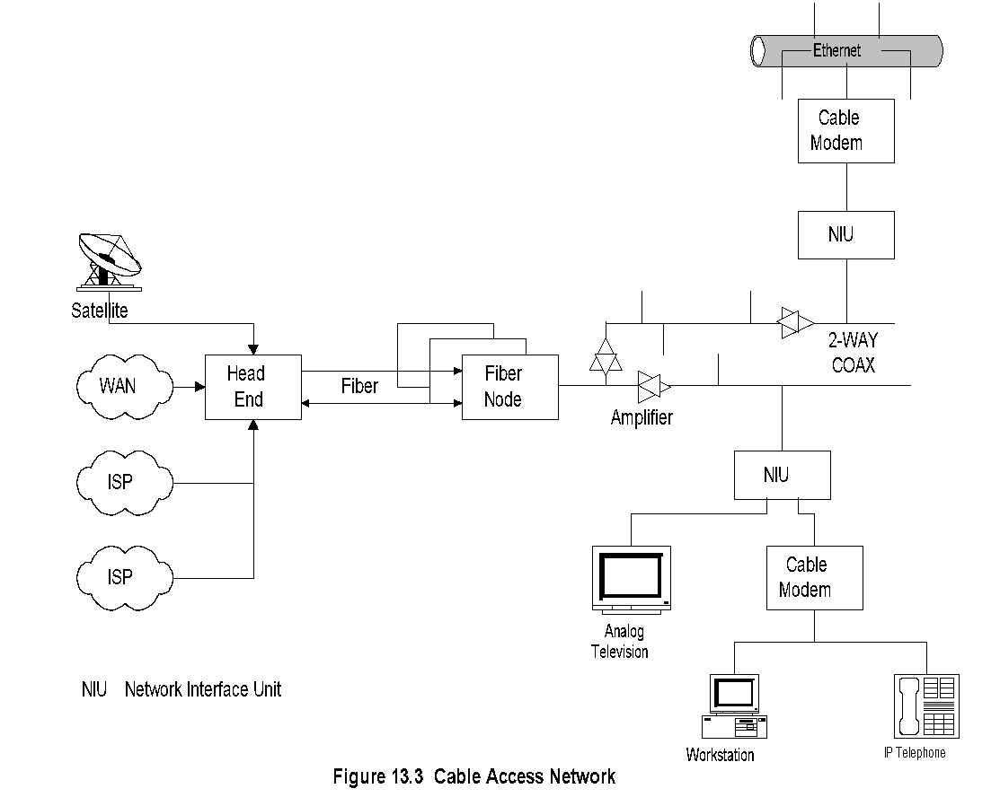 Ethernet
Cable
Modem
NIU
Satellite
2-WAY
COAX
WAN
Head
End
Fiber
Fiber
Node
Amplifier
ISP
NIU
ISP
Cable
Modem
Analog
Television
NIU Network Interface Unit
Workstation
IP Telephone
Figure 13.3 Cable Access Network